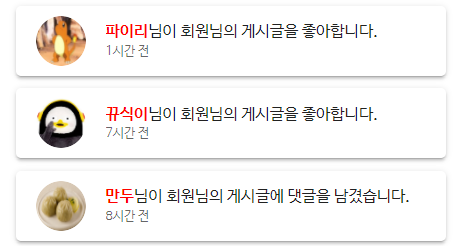 파이리님이 회원님의 게시글을 좋아합니다.
1시간 전
뀨식이님이 회원님의 게시글을 좋아합니다.
7시간 전
만두님이 회원님의 게시글에 댓글을 남겼습니다.
8시간 전